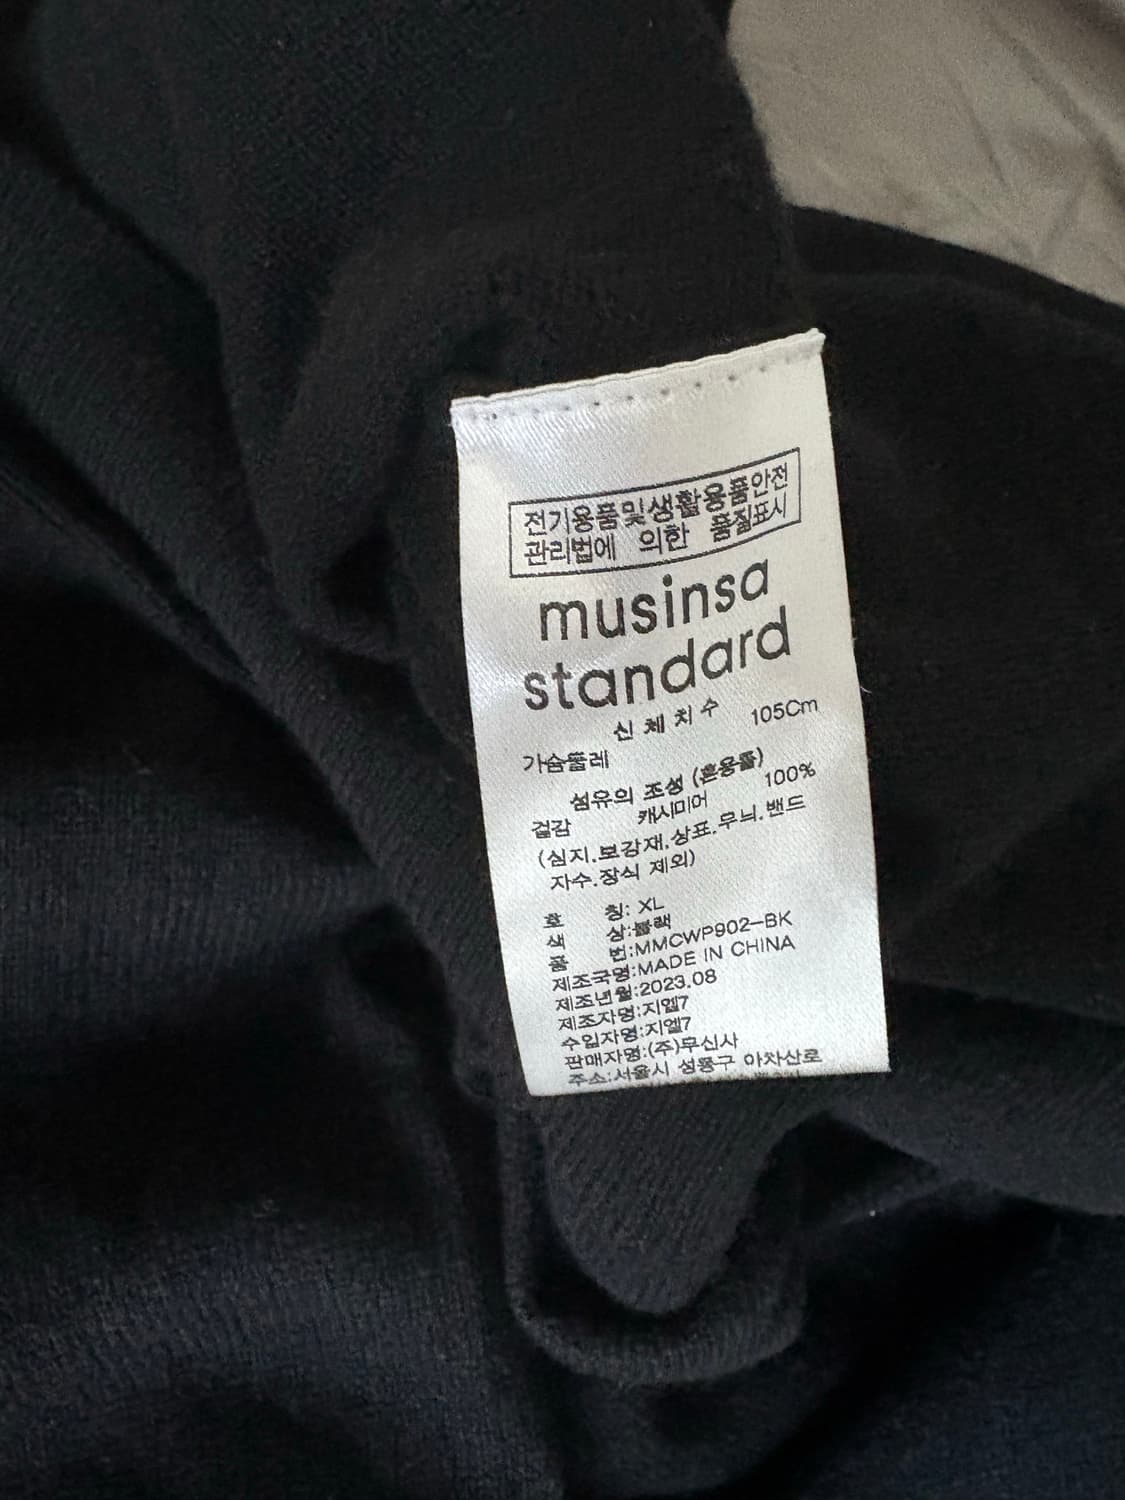 전기용품및생활용품안전
관리법에 의한 품질표시
musinsa
standard
신체치수
가슴둘레 105Cm
섬유의 조성 (혼용률)
겉감 캐시미어 100%
(심지.보강재.상표.무늬.밴드
자수.장식 제외)
호 칭: XL
색 상:블랙
품 번:MMCWP902-BK
제조국명:MADE IN CHINA
제조년월:2023.08
제조자명:지엘7
수입자명:지엘7
판매자명:(주)무신사
주소:서울시 성동구 아차산로